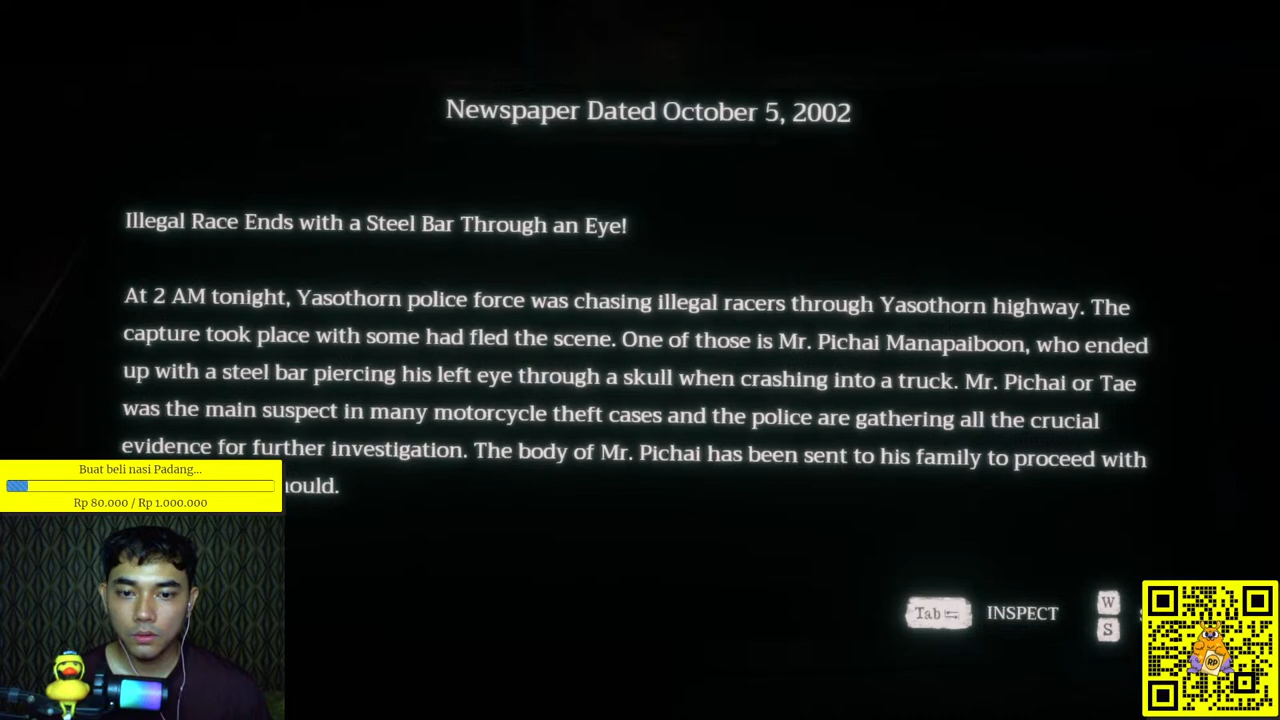 Newspaper Dated October 5, 2002
Illegal Race Ends with a Steel Bar Through an Eye!
At 2 AM tonight, Yasothorn police force was chasing illegal racers through Yasothorn highway. The
capture took place with some had fled the scene. One of those is Mr. Pichai Manapaiboon, who ended
up with a steel bar piercing his left eye through a skull when crashing into a truck. Mr. Pichai or Tae
was the main suspect in many motorcycle theft cases and the police are gathering all the crucial
evidence for further investigation. The body of Mr. Pichai has been sent to his family to proceed with
Buat beli nasi Padang...
Rp 80.000 / Rp 1.000.000
Tab
INSPECT
W
S
RP